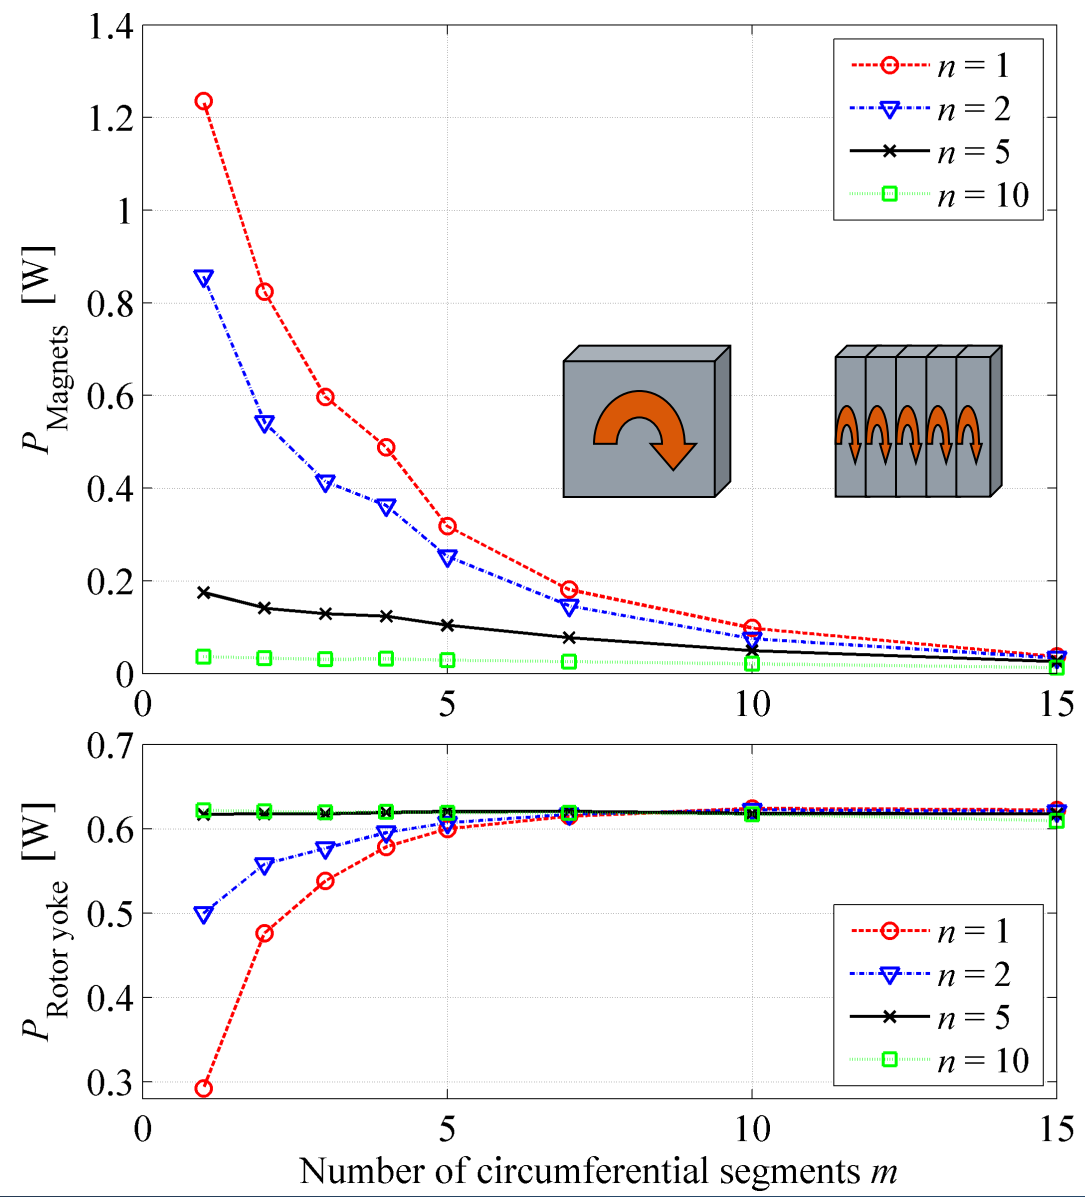 1.4
1.2
1
0.8
0.6
0.4
0.2
0
P Magnets [W]
n = 1
n = 2
n = 5
n = 10
0 5 10 15
0.7
0.6
0.5
0.4
0.3
P Rotor yoke [W]
n = 1
n = 2
n = 5
n = 10
0 5 10 15
Number of circumferential segments m